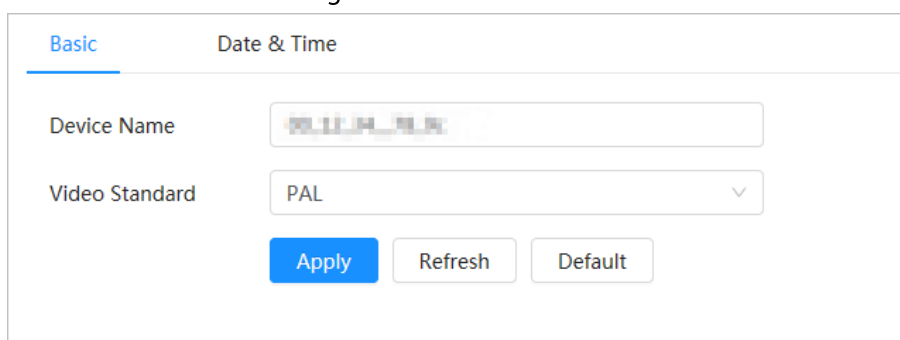 Basic Date & Time
Device Name
Video Standard PAL
Apply Refresh Default